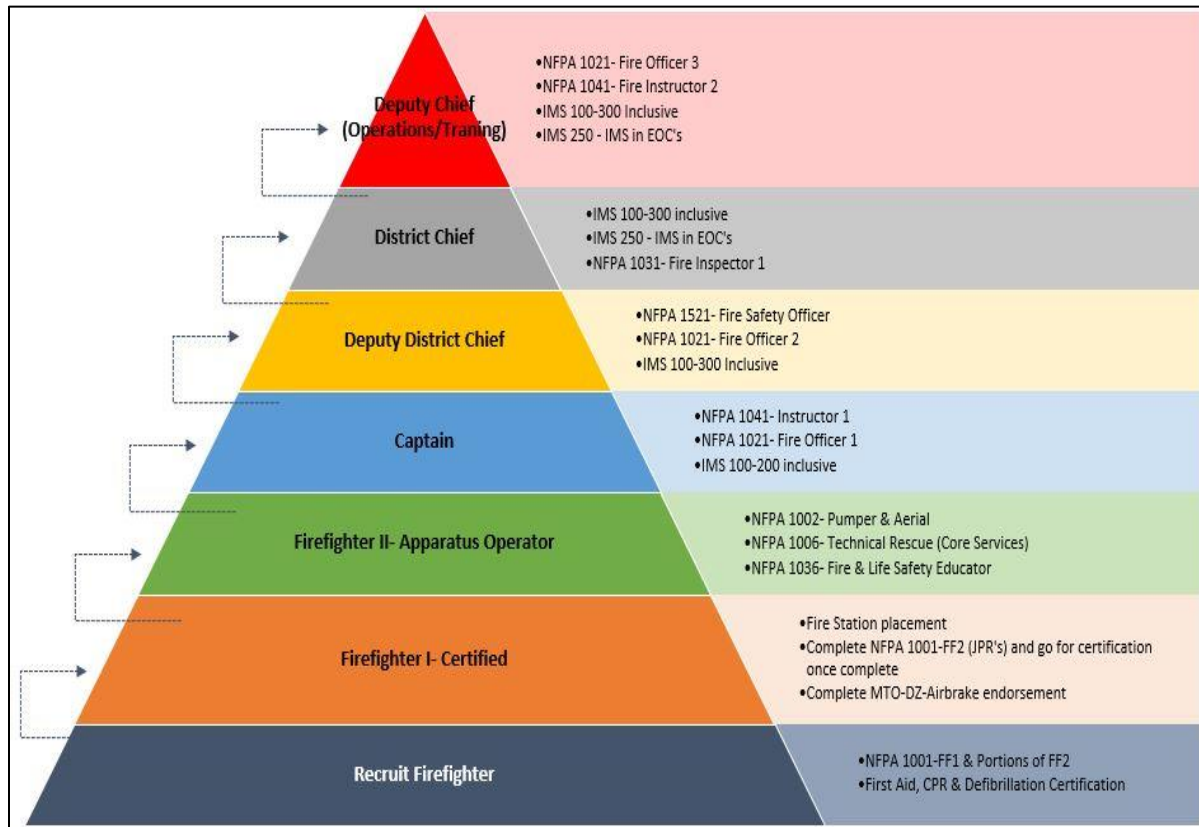 Deputy Chief
(Operations/Traning)
•NFPA 1021- Fire Officer 3
•NFPA 1041- Fire Instructor 2
•IMS 100-300 Inclusive
•IMS 250 - IMS in EOC's
District Chief
•IMS 100-300 inclusive
•IMS 250 - IMS in EOC's
•NFPA 1031- Fire Inspector 1
Deputy District Chief
•NFPA 1521- Fire Safety Officer
•NFPA 1021- Fire Officer 2
•IMS 100-300 Inclusive
Captain
•NFPA 1041- Instructor 1
•NFPA 1021- Fire Officer 1
•IMS 100-200 inclusive
Firefighter II- Apparatus Operator
•NFPA 1002- Pumper & Aerial
•NFPA 1006- Technical Rescue (Core Services)
•NFPA 1036- Fire & Life Safety Educator
Firefighter I- Certified
•Fire Station placement
•Complete NFPA 1001-FF2 (JPR's) and go for certification
once complete
•Complete MTO-DZ-Airbrake endorsement
Recruit Firefighter
•NFPA 1001-FF1 & Portions of FF2
•First Aid, CPR & Defibrillation Certification